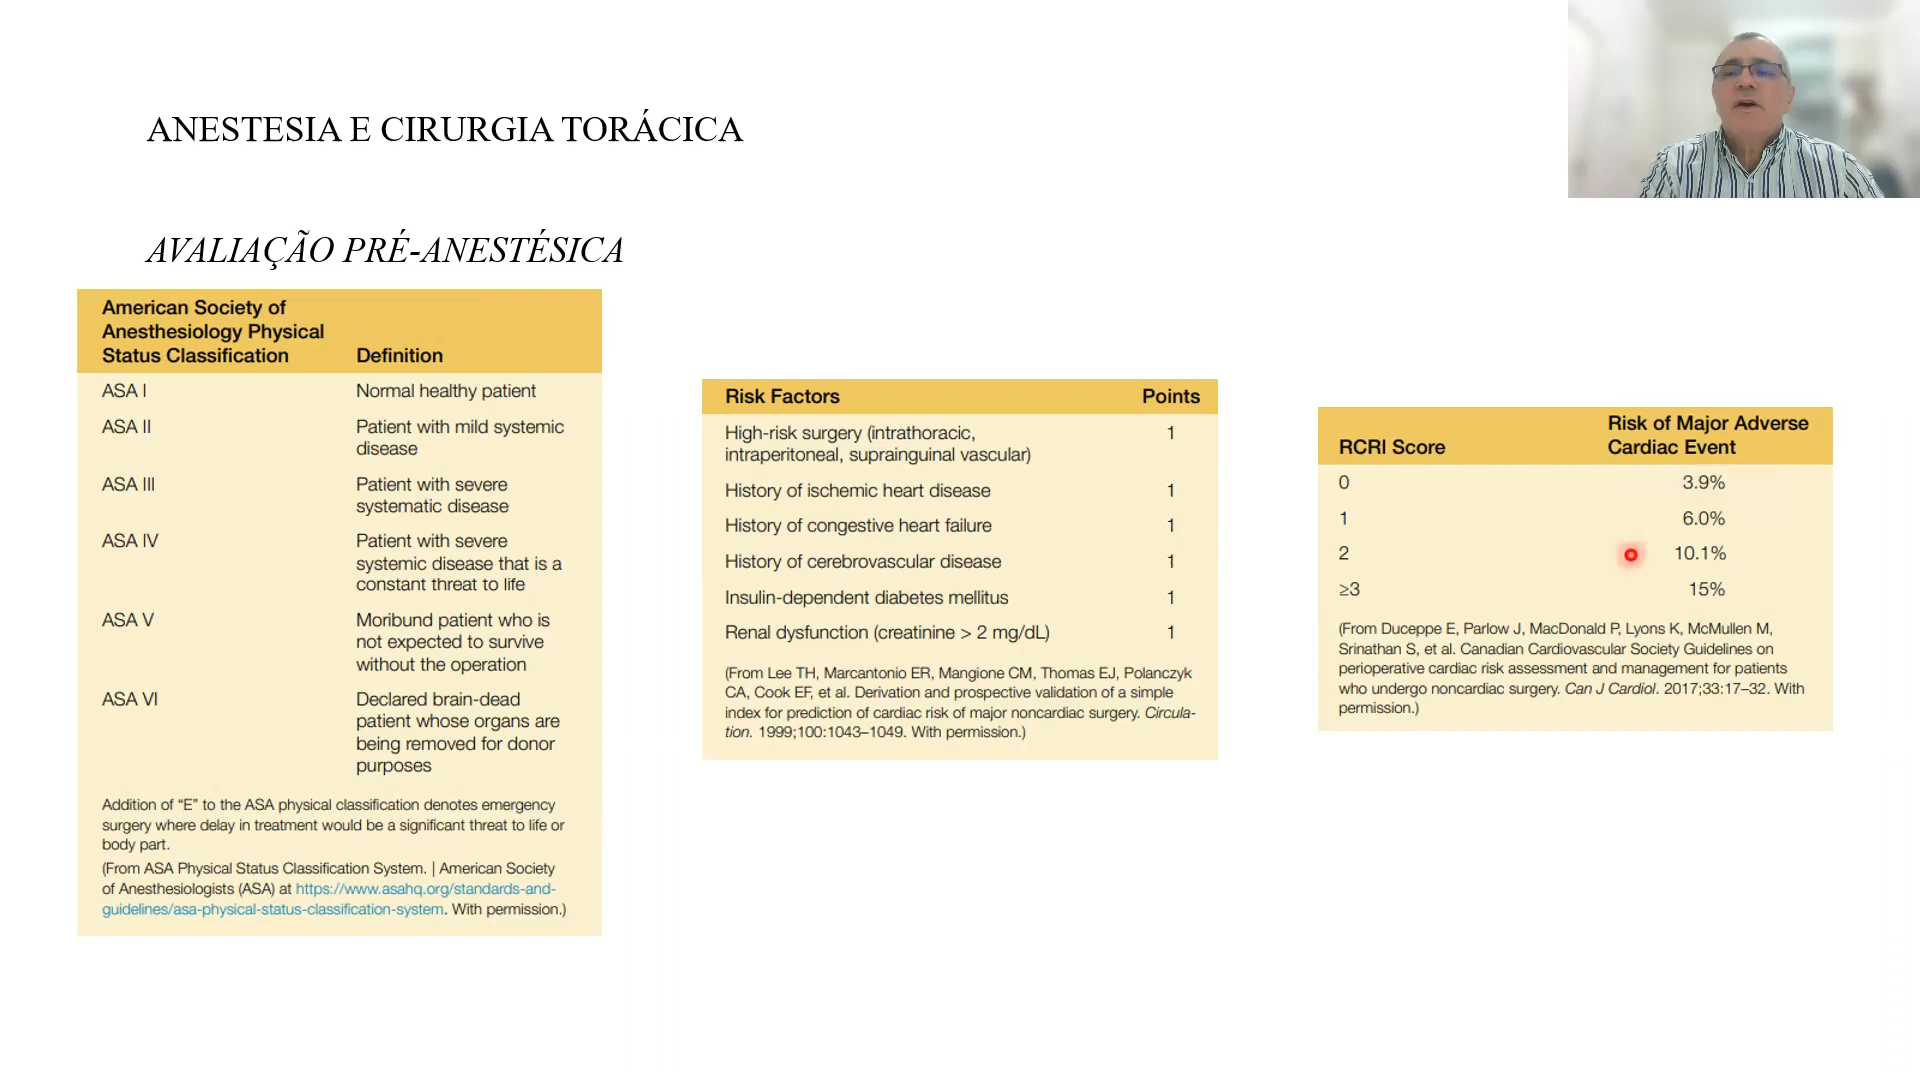 ANESTESIA E CIRURGIA TORÁCICA
AVALIAÇÃO PRÉ-ANESTÉSICA
American Society of
Anesthesiology Physical
Status Classification Definition
ASA I Normal healthy patient
ASA II Patient with mild systemic
disease
ASA III Patient with severe
systematic disease
ASA IV Patient with severe
systemic disease that is a
constant threat to life
ASA V Moribund patient who is
not expected to survive
without the operation
ASA VI Declared brain-dead
patient whose organs are
being removed for donor
purposes
Addition of “E” to the ASA physical classification denotes emergency
surgery where delay in treatment would be a significant threat to life or
body part.
(From ASA Physical Status Classification System. | American Society
of Anesthesiologists (ASA) at https://www.asahq.org/standards-and-
guidelines/asa-physical-status-classification-system. With permission.)
Risk Factors Points
High-risk surgery (intrathoracic, 1
intraperitoneal, suprainguinal vascular)
History of ischemic heart disease 1
History of congestive heart failure 1
History of cerebrovascular disease 1
Insulin-dependent diabetes mellitus 1
Renal dysfunction (creatinine > 2 mg/dL) 1
(From Lee TH, Marcantonio ER, Mangione CM, Thomas EJ, Polanczyk
CA, Cook EF, et al. Derivation and prospective validation of a simple
index for prediction of cardiac risk of major noncardiac surgery. Circula-
tion. 1999;100:1043–1049. With permission.)
Risk of Major Adverse
RCRI Score Cardiac Event
0 3.9%
1 6.0%
2 10.1%
≥3 15%
(From Duceppe E, Parlow J, MacDonald P, Lyons K, McMullen M,
Srinathan S, et al. Canadian Cardiovascular Society Guidelines on
perioperative cardiac risk assessment and management for patients
who undergo noncardiac surgery. Can J Cardiol. 2017;33:17–32. With
permission.)